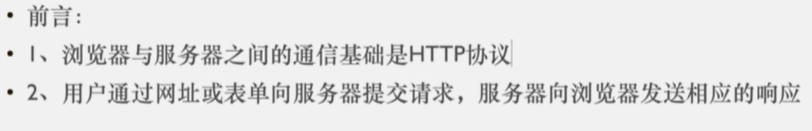 • 前言：
• 1、浏览器与服务器之间的通信基础是HTTP协议
• 2、用户通过网址或表单向服务器提交请求，服务器向浏览器发送相应的响应